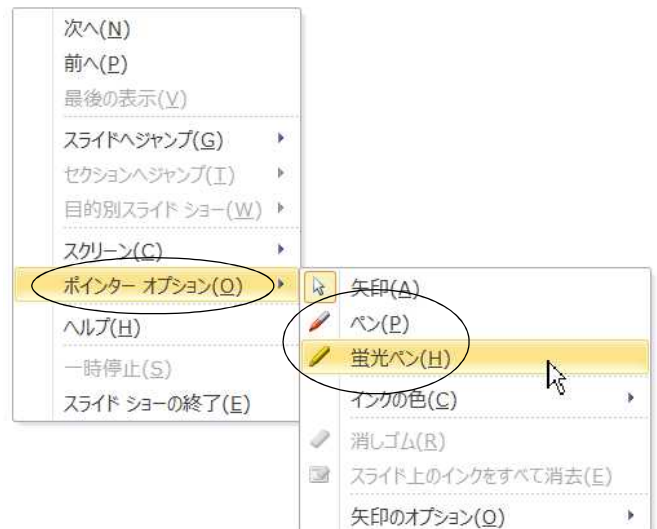 次へ(N)
前へ(P)
最後の表示(V)
スライドへジャンプ(G)
セクションへジャンプ(T)
目的別スライド ショー(W)
スクリーン(C)
ポインター オプション(O)
ヘルプ(H)
一時停止(S)
スライド ショーの終了(E)
矢印(A)
ペン(P)
蛍光ペン(H)
インクの色(C)
消しゴム(R)
スライド上のインクをすべて消去(E)
矢印のオプション(O)